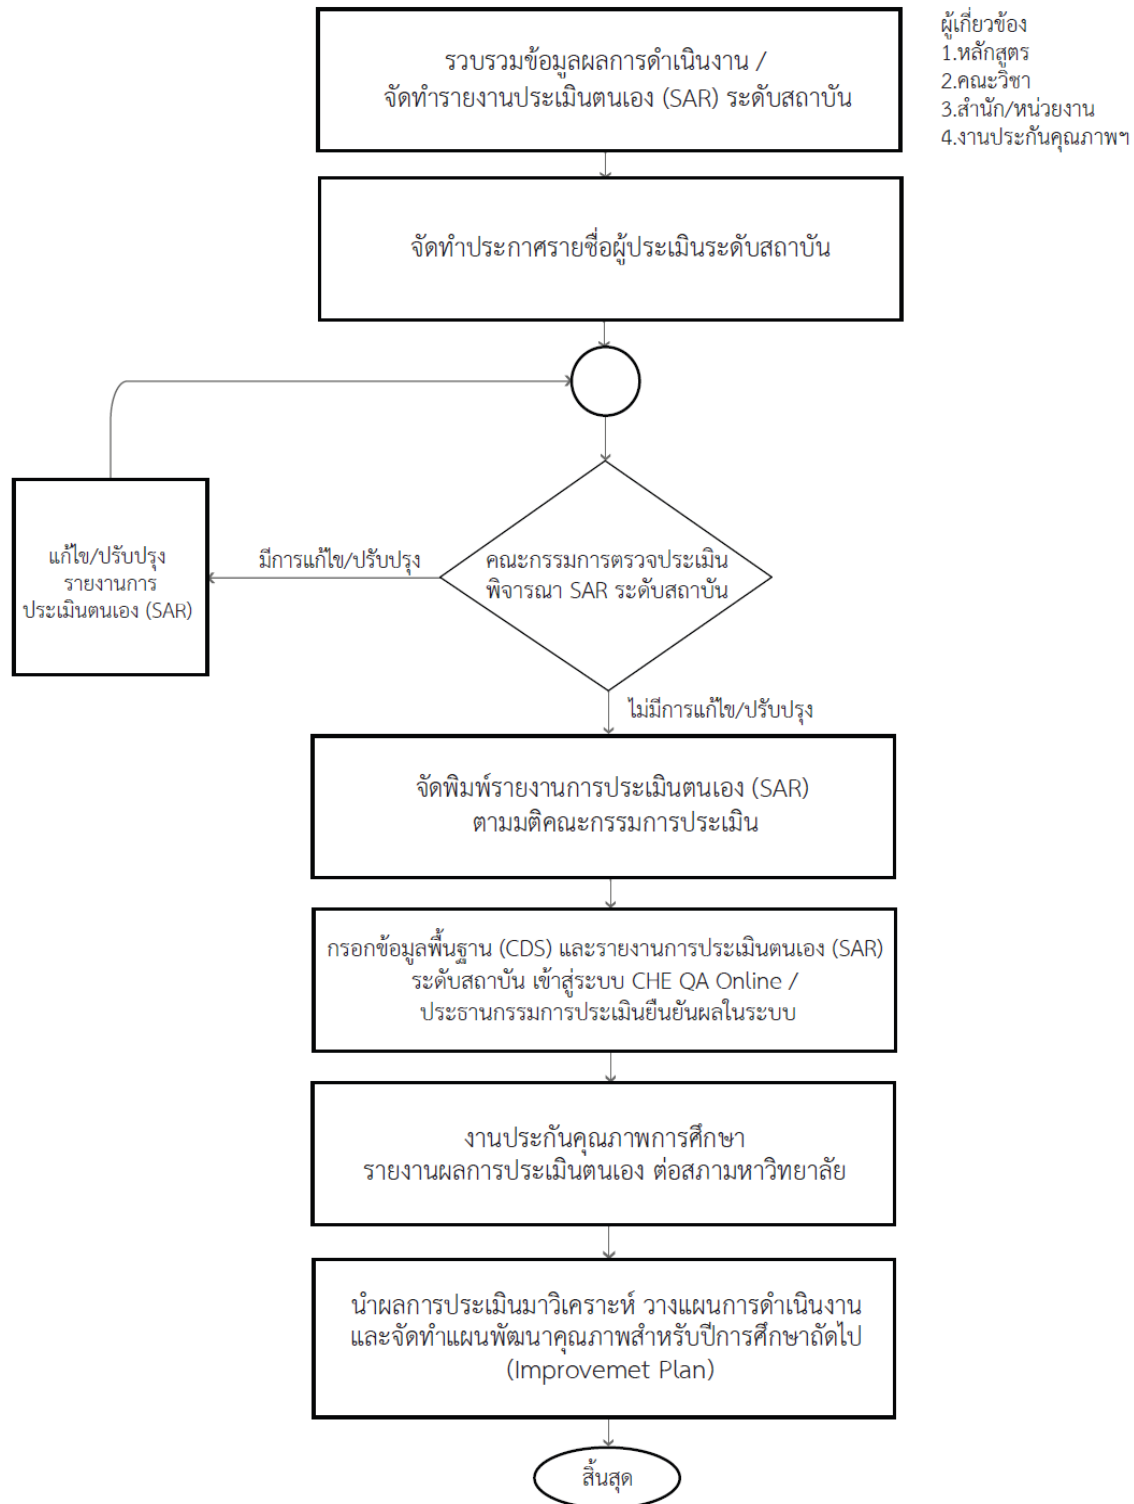 รวบรวมข้อมูลผลการดำเนินงาน /
จัดทำรายงานประเมินตนเอง (SAR) ระดับสถาบัน
ผู้เกี่ยวข้อง
1.หลักสูตร
2.คณะวิชา
3.สำนัก/หน่วยงาน
4.งานประกันคุณภาพฯ
จัดทำประกาศรายชื่อผู้ประเมินระดับสถาบัน
คณะกรรมการตรวจประเมิน
พิจารณา SAR ระดับสถาบัน
มีการแก้ไข/ปรับปรุง
แก้ไข/ปรับปรุง
รายงานการ
ประเมินตนเอง (SAR)
ไม่มีการแก้ไข/ปรับปรุง
จัดพิมพ์รายงานการประเมินตนเอง (SAR)
ตามมติคณะกรรมการประเมิน
กรอกข้อมูลพื้นฐาน (CDS) และรายงานการประเมินตนเอง (SAR)
ระดับสถาบัน เข้าสู่ระบบ CHE QA Online /
ประธานกรรมการประเมินยืนยันผลในระบบ
งานประกันคุณภาพการศึกษา
รายงานผลการประเมินตนเอง ต่อสภามหาวิทยาลัย
นำผลการประเมินมาวิเคราะห์ วางแผนการดำเนินงาน
และจัดทำแผนพัฒนาคุณภาพสำหรับปีการศึกษาถัดไป
(Improvemet Plan)
สิ้นสุด